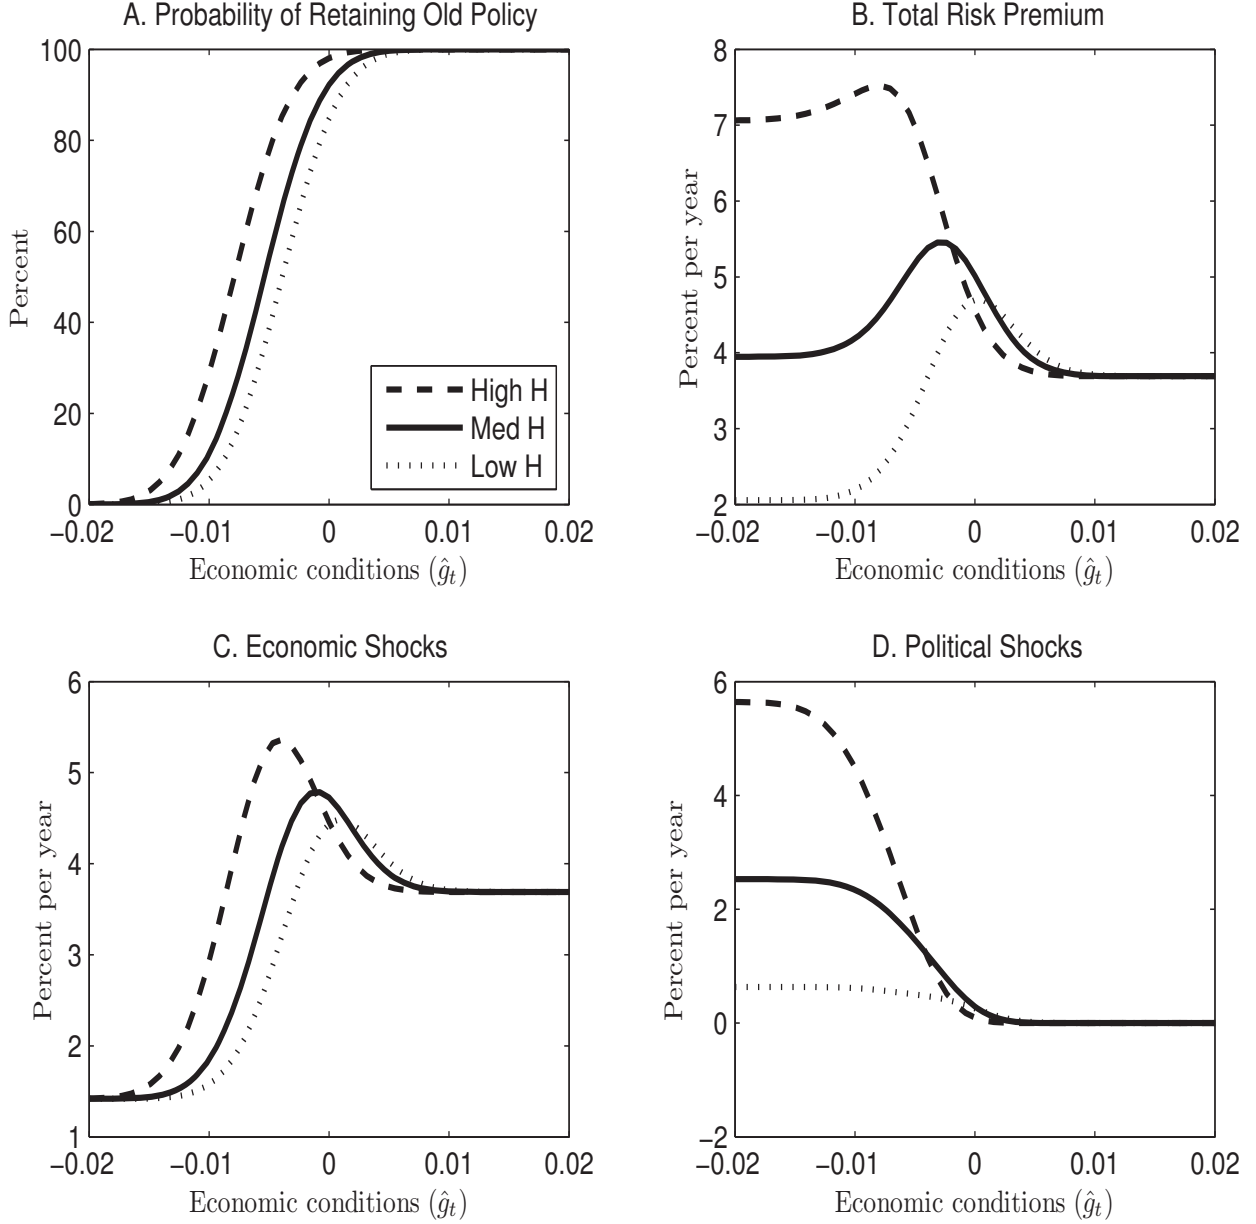 A. Probability of Retaining Old Policy
100
80
60
40
20
0
Percent
High H
Med H
Low H
−0.02 −0.01 0 0.01 0.02
Economic conditions (ĝt)
B. Total Risk Premium
8
7
6
5
4
3
2
Percent per year
−0.02 −0.01 0 0.01 0.02
Economic conditions (ĝt)
C. Economic Shocks
6
5
4
3
2
1
Percent per year
−0.02 −0.01 0 0.01 0.02
Economic conditions (ĝt)
D. Political Shocks
6
4
2
0
−2
Percent per year
−0.02 −0.01 0 0.01 0.02
Economic conditions (ĝt)